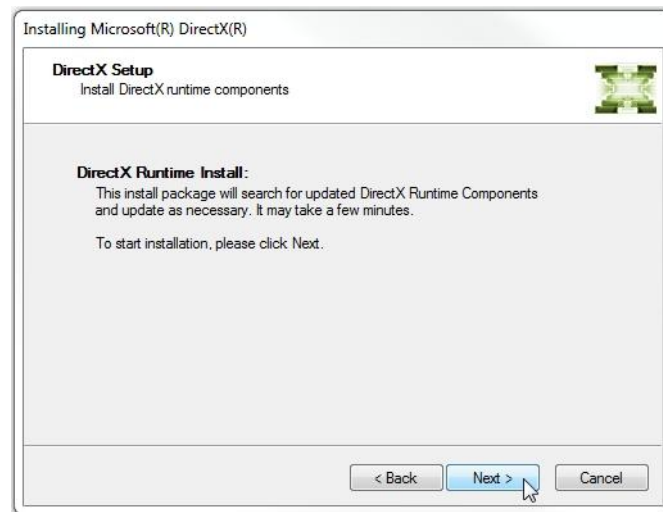 Installing Microsoft(R) DirectX(R)
DirectX Setup
Install DirectX runtime components
DirectX Runtime Install:
This install package will search for updated DirectX Runtime Components
and update as necessary. It may take a few minutes.
To start installation, please click Next.
< Back
Next >
Cancel